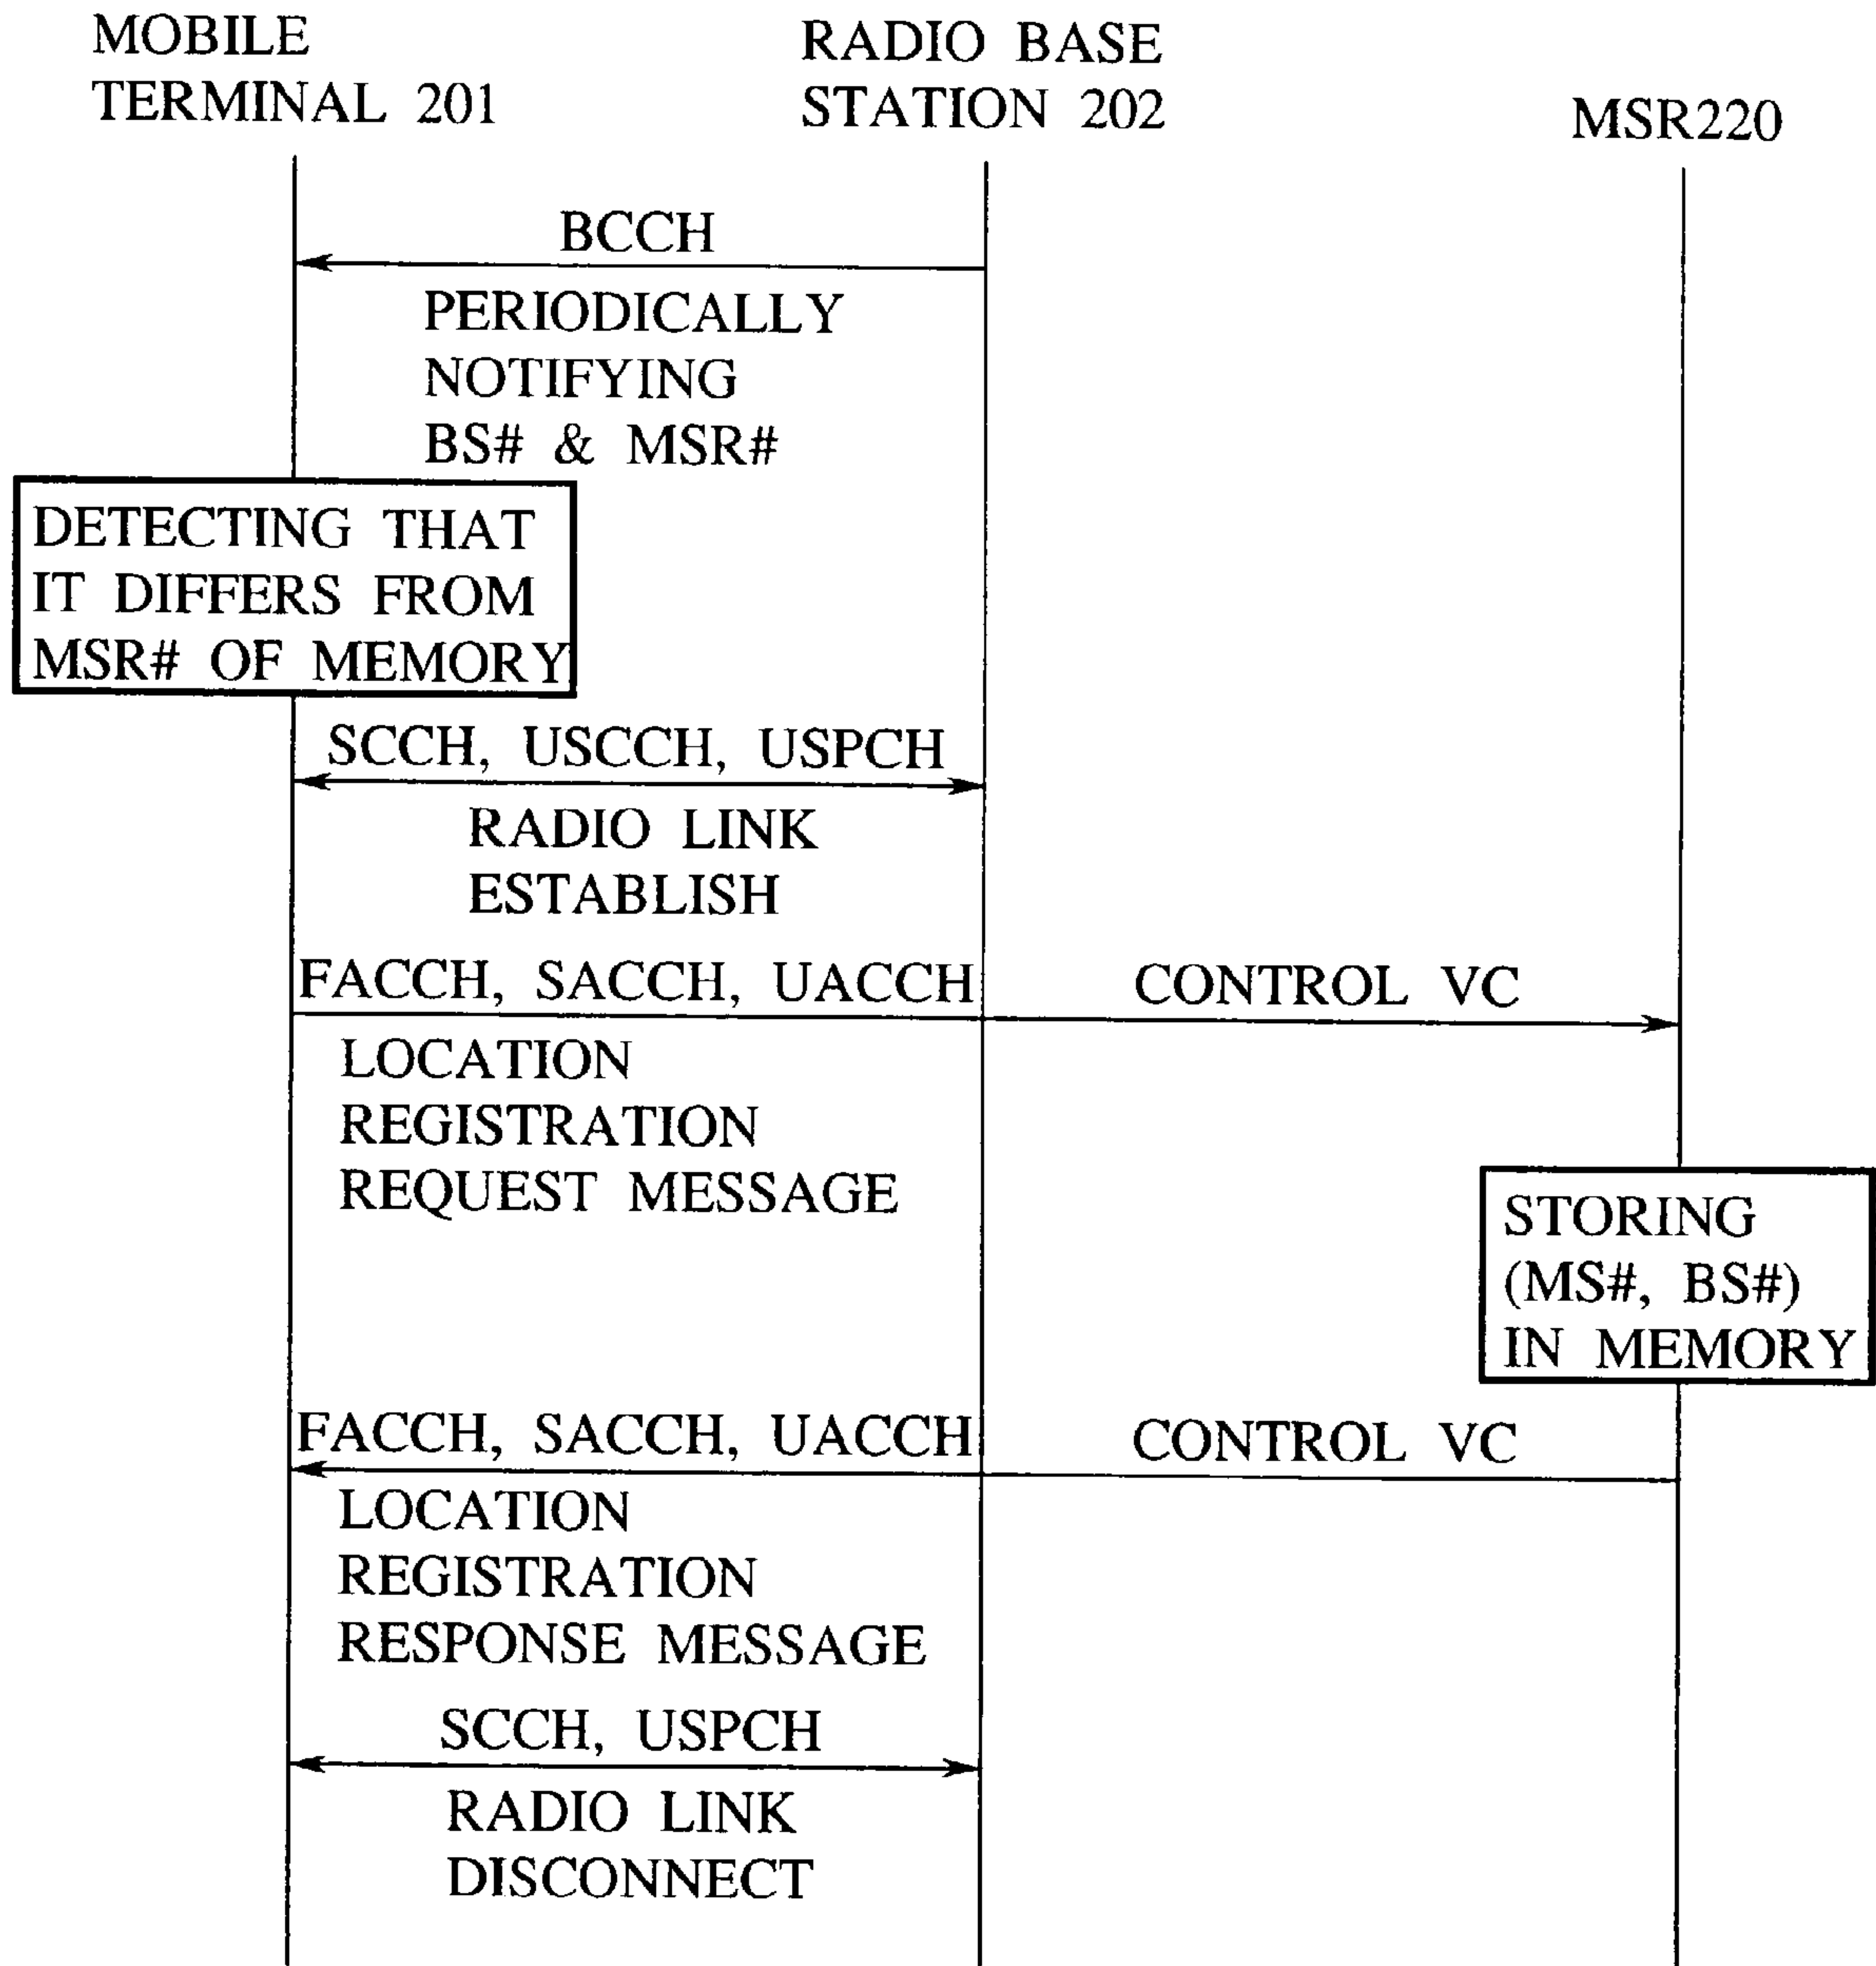 MOBILE
TERMINAL 201
RADIO BASE
STATION 202
MSR220
BCCH
PERIODICALLY
NOTIFYING
BS# & MSR#
DETECTING THAT
IT DIFFERS FROM
MSR# OF MEMORY
SCCH, USCCH, USPCH
RADIO LINK
ESTABLISH
FACCH, SACCH, UACCH
CONTROL VC
LOCATION
REGISTRATION
REQUEST MESSAGE
STORING
(MS#, BS#)
IN MEMORY
FACCH, SACCH, UACCH
CONTROL VC
LOCATION
REGISTRATION
RESPONSE MESSAGE
SCCH, USPCH
RADIO LINK
DISCONNECT